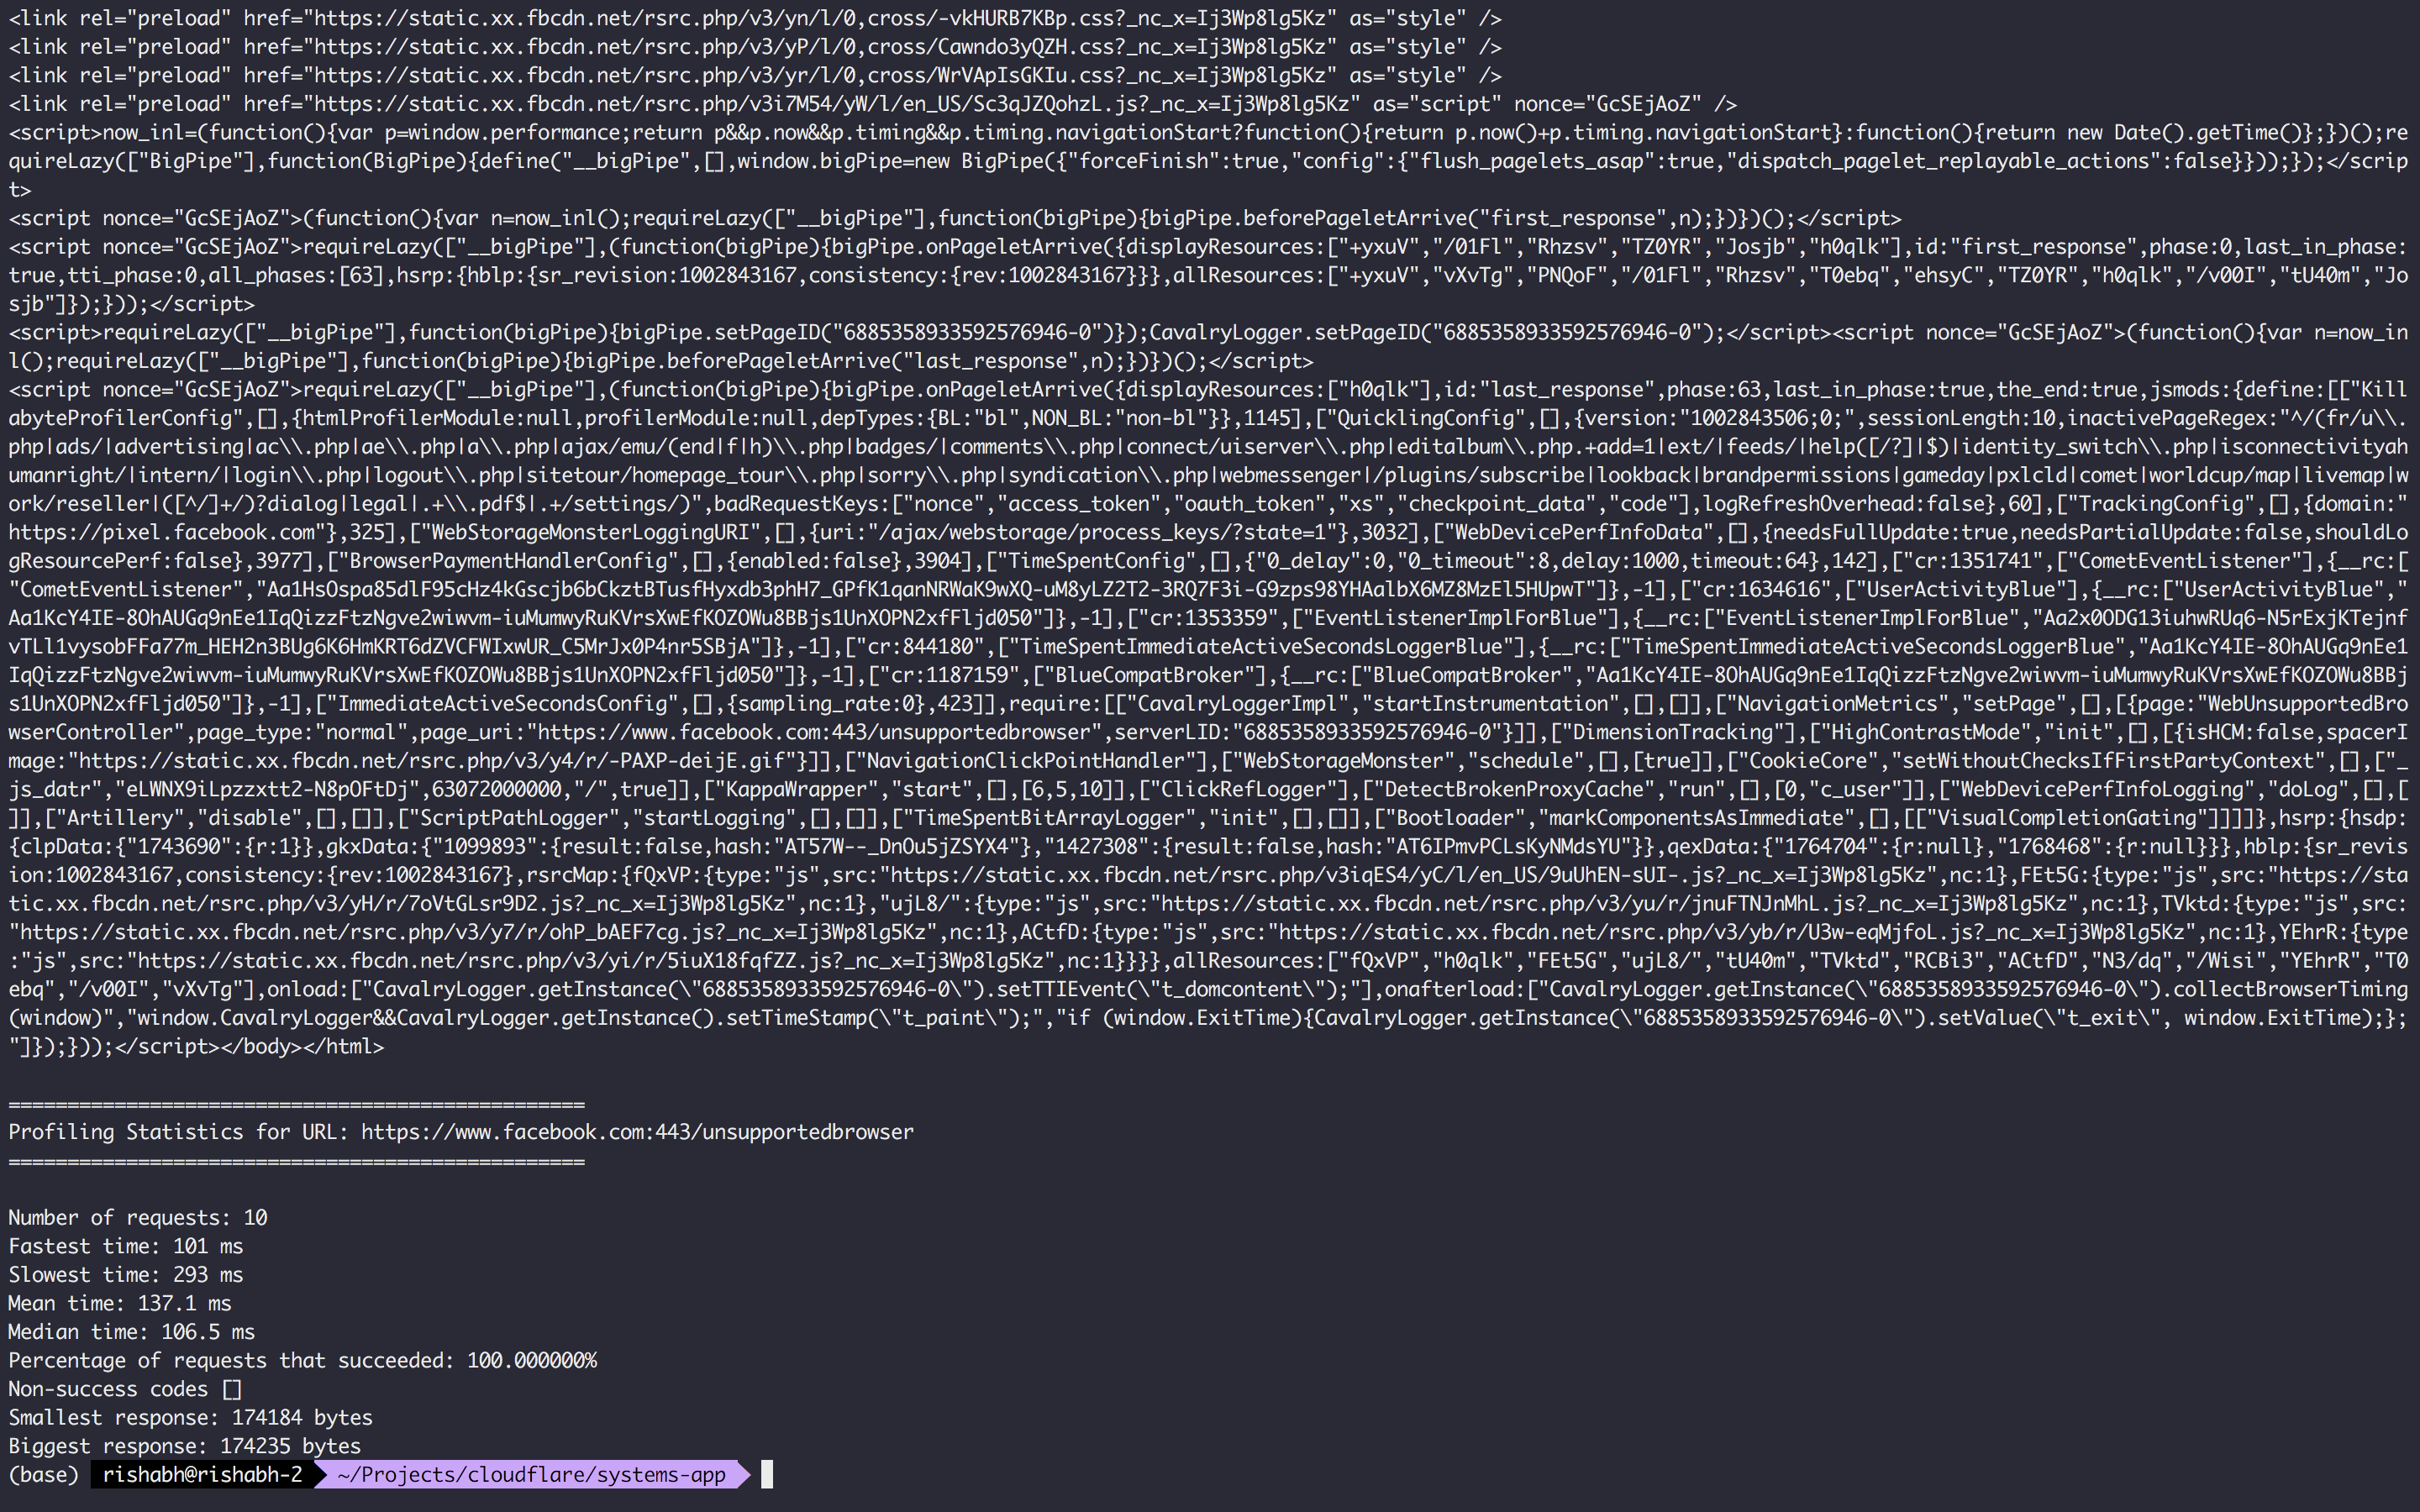 <link rel="preload" href="https://static.xx.fbcdn.net/rsrc.php/v3/yn/l/0,cross/-vkHURB7KBp.css?_nc_x=Ij3Wp8lg5Kz" as="style" />
<link rel="preload" href="https://static.xx.fbcdn.net/rsrc.php/v3/yP/l/0,cross/Cawndo3yQZH.css?_nc_x=Ij3Wp8lg5Kz" as="style" />
<link rel="preload" href="https://static.xx.fbcdn.net/rsrc.php/v3/yr/l/0,cross/WrVApIsGKIu.css?_nc_x=Ij3Wp8lg5Kz" as="style" />
<link rel="preload" href="https://static.xx.fbcdn.net/rsrc.php/v3i7M54/yW/l/en_US/Sc3qJZQohzL.js?_nc_x=Ij3Wp8lg5Kz" as="script" nonce="GcSEjAoZ" />
<script>now_inl=(function(){var p=window.performance;return p&&p.now&&p.timing&&p.timing.navigationStart?function(){return p.now()+p.timing.navigationStart}:function(){return new Date().getTime()};})();re
quireLazy(["BigPipe"],function(BigPipe){define("__bigPipe",[],window.bigPipe=new BigPipe({"forceFinish":true,"config":{"flush_pagelets_asap":true,"dispatch_pagelet_replayable_actions":false}}));});</scrip
t>
<script nonce="GcSEjAoZ">(function(){var n=now_inl();requireLazy(["__bigPipe"],function(bigPipe){bigPipe.beforePageletArrive("first_response",n);})})();</script>
<script nonce="GcSEjAoZ">requireLazy(["__bigPipe"],(function(bigPipe){bigPipe.onPageletArrive({displayResources:["+yxuV","/01Fl","Rhzsv","TZ0YR","Josjb","h0qlk"],id:"first_response",phase:0,last_in_phase:
true,tti_phase:0,all_phases:[63],hsrp:{hblp:{sr_revision:1002843167,consistency:{rev:1002843167}}},allResources:["+yxuV","vXvTg","PNQoF","/01Fl","Rhzsv","T0ebq","ehsyC","TZ0YR","h0qlk","/v00I","tU40m","Jo
sjb"]});}));</script>
<script>requireLazy(["__bigPipe"],function(bigPipe){bigPipe.setPageID("6885358933592576946-0")});CavalryLogger.setPageID("6885358933592576946-0");</script><script nonce="GcSEjAoZ">(function(){var n=now_in
l();requireLazy(["__bigPipe"],function(bigPipe){bigPipe.beforePageletArrive("last_response",n);})})();</script>
<script nonce="GcSEjAoZ">requireLazy(["__bigPipe"],(function(bigPipe){bigPipe.onPageletArrive({displayResources:["h0qlk"],id:"last_response",phase:63,last_in_phase:true,the_end:true,jsmods:{define:[["Kill
abyteProfilerConfig",[],{htmlProfilerModule:null,profilerModule:null,depTypes:{BL:"bl",NON_BL:"non-bl"}},1145],["QuicklingConfig",[],{version:"1002843506;0;",sessionLength:10,inactivePageRegex:"^/(fr/u\\.
php|ads/|advertising|ac\\.php|ae\\.php|a\\.php|ajax/emu/(end|f|h)\\.php|badges/|comments\\.php|connect/uiserver\\.php|editalbum\\.php.+add=1|ext/|feeds/|help([/?]|$)|identity_switch\\.php|isconnectivityah
umanright/|intern/|login\\.php|logout\\.php|sitetour/homepage_tour\\.php|sorry\\.php|syndication\\.php|webmessenger|/plugins/subscribe|lookback|brandpermissions|gameday|pxlcld|comet|worldcup/map|livemap|w
ork/reseller|([^/]+/)?dialog|legal|.+\\.pdf$|.+/settings/)",badRequestKeys:["nonce","access_token","oauth_token","xs","checkpoint_data","code"],logRefreshOverhead:false},60],["TrackingConfig",[],{domain:"
https://pixel.facebook.com"},325],["WebStorageMonsterLoggingURI",[],{uri:"/ajax/webstorage/process_keys/?state=1"},3032],["WebDevicePerfInfoData",[],{needsFullUpdate:true,needsPartialUpdate:false,shouldLo
gResourcePerf:false},3977],["BrowserPaymentHandlerConfig",[],{enabled:false},3904],["TimeSpentConfig",[],{"0_delay":0,"0_timeout":8,delay:1000,timeout:64},142],["cr:1351741",["CometEventListener"],{__rc:[
"CometEventListener","Aa1HsOspa85dlF95cHz4kGscjb6bCkztBTusfHyxdb3phH7_GPfK1qanNRWaK9wXQ-uM8yLZ2T2-3RQ7F3i-G9zps98YHAalbX6MZ8MzEl5HUpwT"]},-1],["cr:1634616",["UserActivityBlue"],{__rc:["UserActivityBlue","
Aa1KcY4IE-8OhAUGq9nEe1IqQizzFtzNgve2wiwvm-iuMumwyRuKVrsXwEfKOZOWu8BBjs1UnXOPN2xfFljd050"]},-1],["cr:1353359",["EventListenerImplForBlue"],{__rc:["EventListenerImplForBlue","Aa2x0ODG13iuhwRUq6-N5rExjKTejnf
vTLl1vysobFFa77m_HEH2n3BUg6K6HmKRT6dZVCFWIxwUR_C5MrJx0P4nr5SBjA"]},-1],["cr:844180",["TimeSpentImmediateActiveSecondsLoggerBlue"],{__rc:["TimeSpentImmediateActiveSecondsLoggerBlue","Aa1KcY4IE-8OhAUGq9nEe1
IqQizzFtzNgve2wiwvm-iuMumwyRuKVrsXwEfKOZOWu8BBjs1UnXOPN2xfFljd050"]},-1],["cr:1187159",["BlueCompatBroker"],{__rc:["BlueCompatBroker","Aa1KcY4IE-8OhAUGq9nEe1IqQizzFtzNgve2wiwvm-iuMumwyRuKVrsXwEfKOZOWu8BBj
s1UnXOPN2xfFljd050"]},-1],["ImmediateActiveSecondsConfig",[],{sampling_rate:0},423]],require:[["CavalryLoggerImpl","startInstrumentation",[],[]],["NavigationMetrics","setPage",[],[{page:"WebUnsupportedBro
wserController",page_type:"normal",page_uri:"https://www.facebook.com:443/unsupportedbrowser",serverLID:"6885358933592576946-0"}]],["DimensionTracking"],["HighContrastMode","init",[],[{isHCM:false,spacerI
mage:"https://static.xx.fbcdn.net/rsrc.php/v3/y4/r/-PAXP-deijE.gif"}]],["NavigationClickPointHandler"],["WebStorageMonster","schedule",[],[true]],["CookieCore","setWithoutChecksIfFirstPartyContext",[],["_
js_datr","eLWNX9iLpzzxtt2-N8pOFtDj",63072000000,"/",true]],["KappaWrapper","start",[],[6,5,10]],["ClickRefLogger"],["DetectBrokenProxyCache","run",[],[0,"c_user"]],["WebDevicePerfInfoLogging","doLog",[],[
]],["Artillery","disable",[],[]],["ScriptPathLogger","startLogging",[],[]],["TimeSpentBitArrayLogger","init",[],[]],["Bootloader","markComponentsAsImmediate",[],[["VisualCompletionGating"]]]]},hsrp:{hsdp:
{clpData:{"1743690":{r:1}},gkxData:{"1099893":{result:false,hash:"AT57W--_DnOu5jZSYX4"},"1427308":{result:false,hash:"AT6IPmvPCLsKyNMdsYU"}},qexData:{"1764704":{r:null},"1768468":{r:null}}},hblp:{sr_revis
ion:1002843167,consistency:{rev:1002843167},rsrcMap:{fQxVP:{type:"js",src:"https://static.xx.fbcdn.net/rsrc.php/v3iqES4/yC/l/en_US/9uUhEN-sUI-.js?_nc_x=Ij3Wp8lg5Kz",nc:1},FEt5G:{type:"js",src:"https://sta
tic.xx.fbcdn.net/rsrc.php/v3/yH/r/7oVtGLsr9D2.js?_nc_x=Ij3Wp8lg5Kz",nc:1},"ujL8/":{type:"js",src:"https://static.xx.fbcdn.net/rsrc.php/v3/yu/r/jnuFTNJnMhL.js?_nc_x=Ij3Wp8lg5Kz",nc:1},TVktd:{type:"js",src:
"https://static.xx.fbcdn.net/rsrc.php/v3/y7/r/ohP_bAEF7cg.js?_nc_x=Ij3Wp8lg5Kz",nc:1},ACtfD:{type:"js",src:"https://static.xx.fbcdn.net/rsrc.php/v3/yb/r/U3w-eqMjfoL.js?_nc_x=Ij3Wp8lg5Kz",nc:1},YEhrR:{type
:"js",src:"https://static.xx.fbcdn.net/rsrc.php/v3/yi/r/5iuX18fqfZZ.js?_nc_x=Ij3Wp8lg5Kz",nc:1}}}},allResources:["fQxVP","h0qlk","FEt5G","ujL8/","tU40m","TVktd","RCBi3","ACtfD","N3/dq","/Wisi","YEhrR","T0
ebq","/v00I","vXvTg"],onload:["CavalryLogger.getInstance(\"6885358933592576946-0\").setTTIEvent(\"t_domcontent\");"],onafterload:["CavalryLogger.getInstance(\"6885358933592576946-0\").collectBrowserTiming
(window)","window.CavalryLogger&&CavalryLogger.getInstance().setTimeStamp(\"t_paint\");","if (window.ExitTime){CavalryLogger.getInstance(\"6885358933592576946-0\").setValue(\"t_exit\", window.ExitTime);};
"]});}));</script></body></html>
=================================================
Profiling Statistics for URL: https://www.facebook.com:443/unsupportedbrowser
=================================================
Number of requests: 10
Fastest time: 101 ms
Slowest time: 293 ms
Mean time: 137.1 ms
Median time: 106.5 ms
Percentage of requests that succeeded: 100.000000%
Non-success codes []
Smallest response: 174184 bytes
Biggest response: 174235 bytes
(base) rishabh@rishabh-2 ~/Projects/cloudflare/systems-app